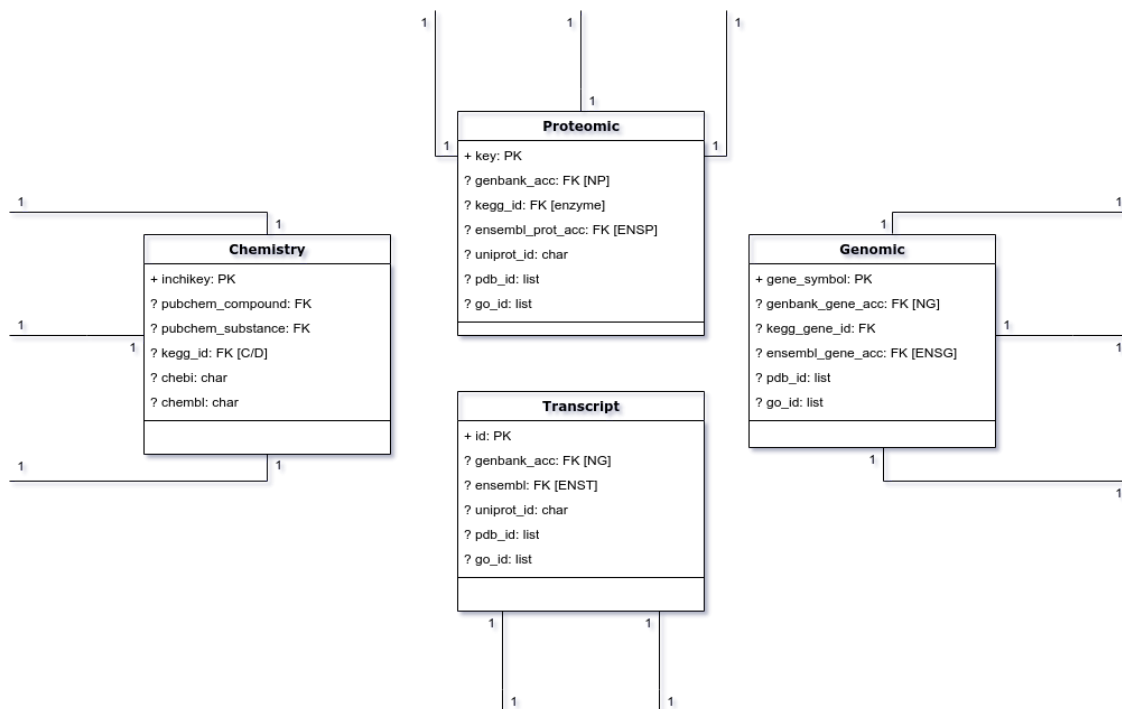 1
1
1
1
1
1
Proteomic
+ key: PK
? genbank_acc: FK [NP]
? kegg_id: FK [enzyme]
? ensembl_prot_acc: FK [ENSP]
? uniprot_id: char
? pdb_id: list
? go_id: list
1
1
1
1
1
1
Chemistry
+ inchikey: PK
? pubchem_compound: FK
? pubchem_substance: FK
? kegg_id: FK [C/D]
? chebi: char
? chembl: char
1
1
1
1
1
1
Genomic
+ gene_symbol: PK
? genbank_gene_acc: FK [NG]
? kegg_gene_id: FK
? ensembl_gene_acc: FK [ENSG]
? pdb_id: list
? go_id: list
Transcript
+ id: PK
? genbank_acc: FK [NG]
? ensembl: FK [ENST]
? uniprot_id: char
? pdb_id: list
? go_id: list
1
1
1
1